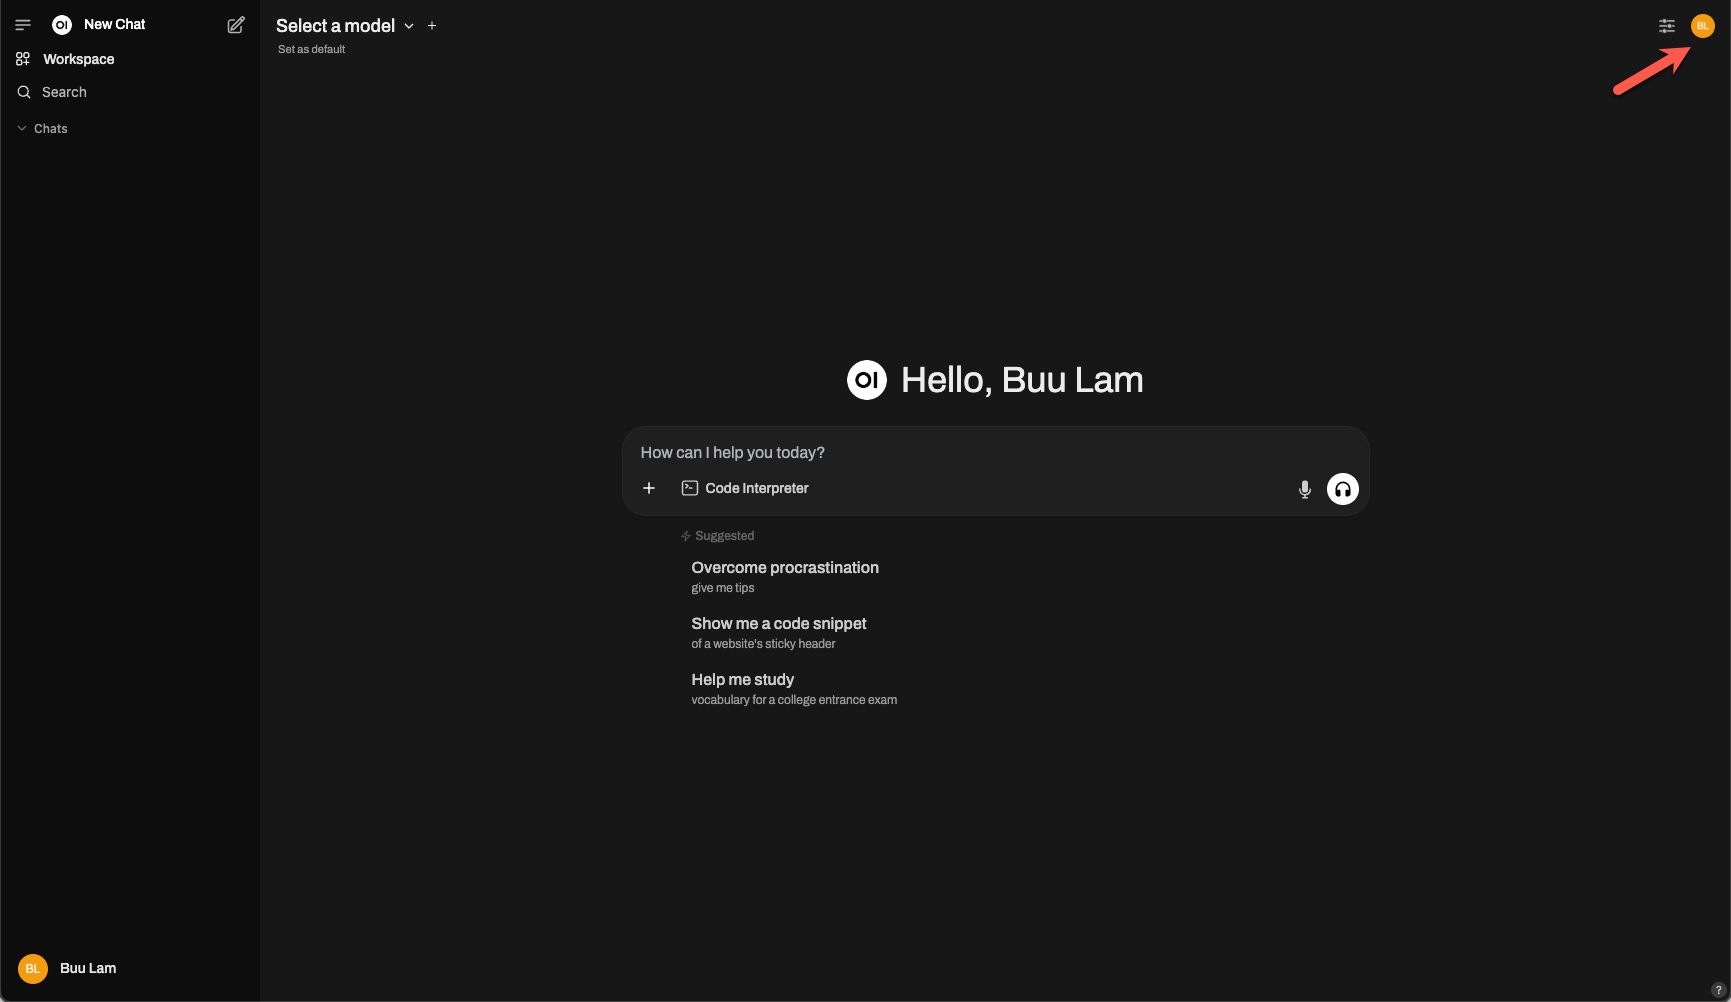 OI New Chat
Workspace
Search
Chats
Select a model
Set as default
BL
OI Hello, Buu Lam
How can I help you today?
Code Interpreter
Suggested
Overcome procrastination
give me tips
Show me a code snippet
of a website's sticky header
Help me study
vocabulary for a college entrance exam
BL Buu Lam
?